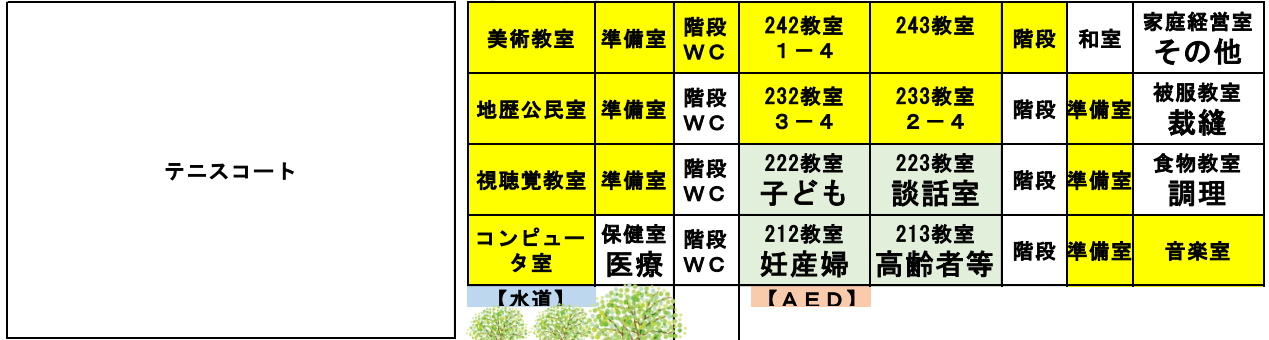 テニスコート
美術教室 準備室 階段 WC 242教室 1-4 243教室 階段 和室 家庭経営室 その他
地歴公民室 準備室 階段 WC 232教室 3-4 233教室 2-4 階段 準備室 被服教室 裁縫
視聴覚教室 準備室 階段 WC 222教室 子ども 223教室 談話室 階段 準備室 食物教室 調理
コンピュータ室 保健室 医療 階段 WC 212教室 妊産婦 213教室 高齢者等 階段 準備室 音楽室
【水道】 【AED】